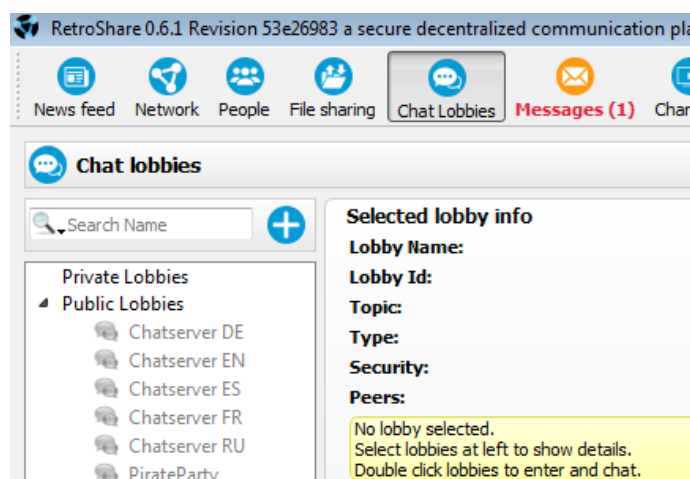 RetroShare 0.6.1 Revision 53e26983 a secure decentralized communication
News feed Network People File sharing Chat Lobbies Messages (1)
Chat lobbies
Search Name
Private Lobbies
Public Lobbies
Chatserver DE
Chatserver EN
Chatserver ES
Chatserver FR
Chatserver RU
PirateParty
Selected lobby info
Lobby Name:
Lobby Id:
Topic:
Type:
Security:
Peers:
No lobby selected.
Select lobbies at left to show details.
Double click lobbies to enter and chat.